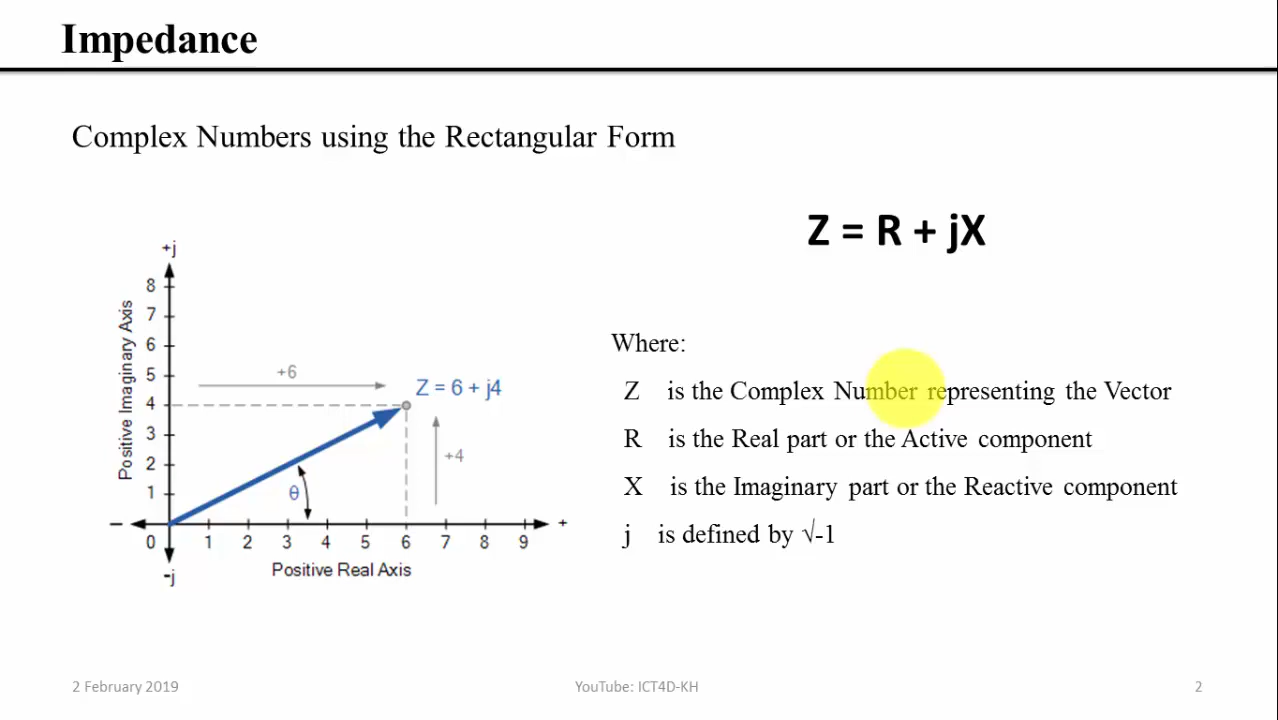 Impedance
Complex Numbers using the Rectangular Form
Z = R + jX
+j
8
7
6
5
4
3
2
1
0
Positive Imaginary Axis
+6
Z = 6 + j4
+4
θ
–
+
1 2 3 4 5 6 7 8 9
-j
Positive Real Axis
Where:
Z is the Complex Number representing the Vector
R is the Real part or the Active component
X is the Imaginary part or the Reactive component
j is defined by √-1
2 February 2019
YouTube: ICT4D-KH
2